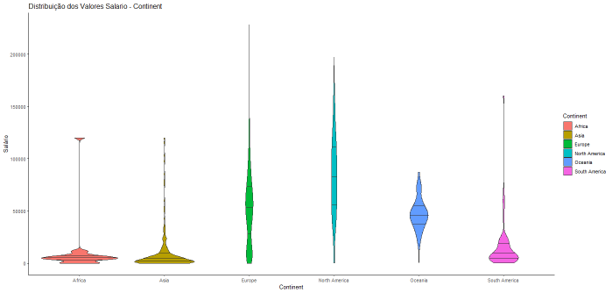 Distribuição dos Valores Salario - Continent
Salário
200000
150000
100000
50000
0
Africa
Asia
Europe
North America
Oceania
South America
Continent
Continent
Africa
Asia
Europe
North America
Oceania
South America